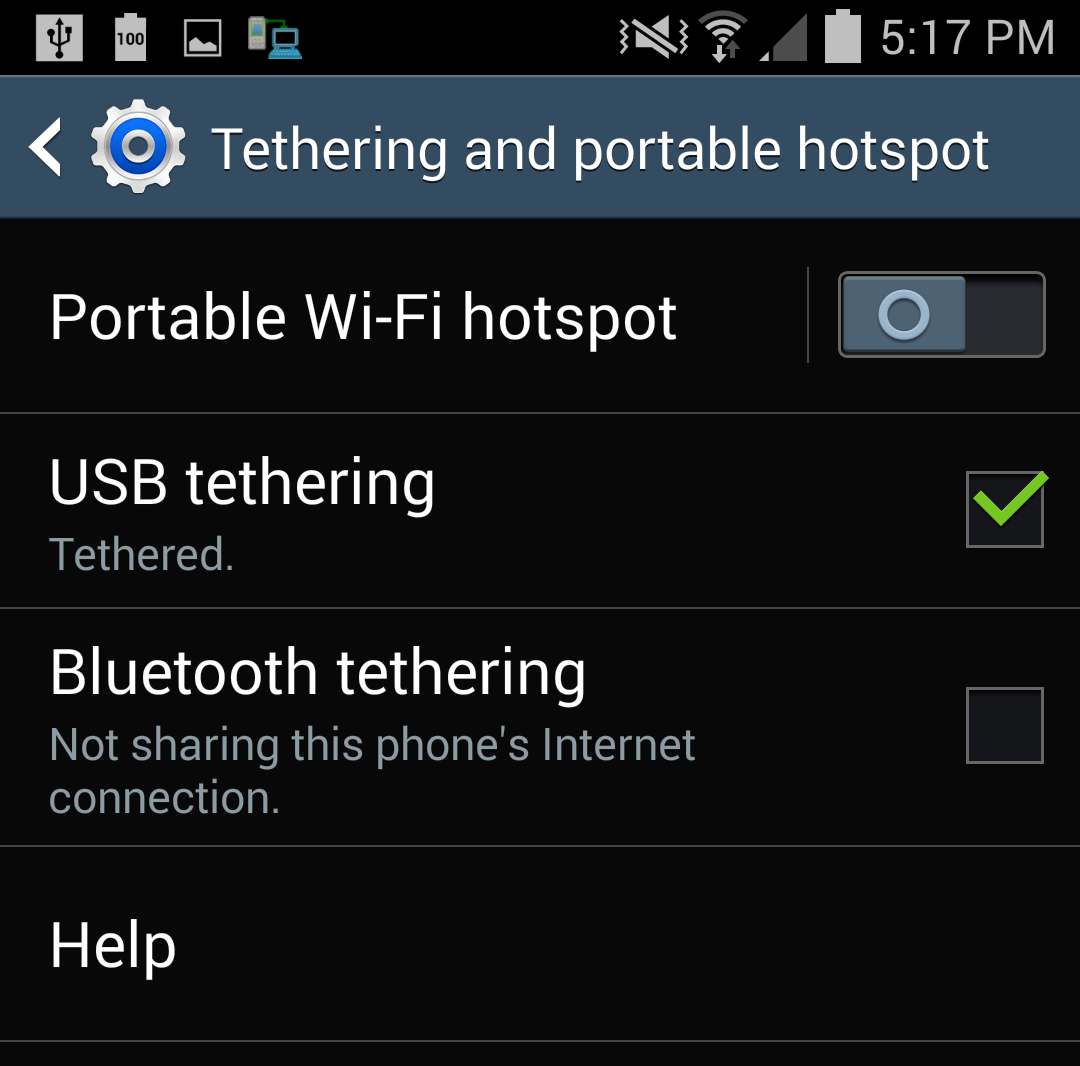 100
5:17 PM
Tethering and portable hotspot
Portable Wi-Fi hotspot
USB tethering
Tethered.
Bluetooth tethering
Not sharing this phone's Internet
connection.
Help